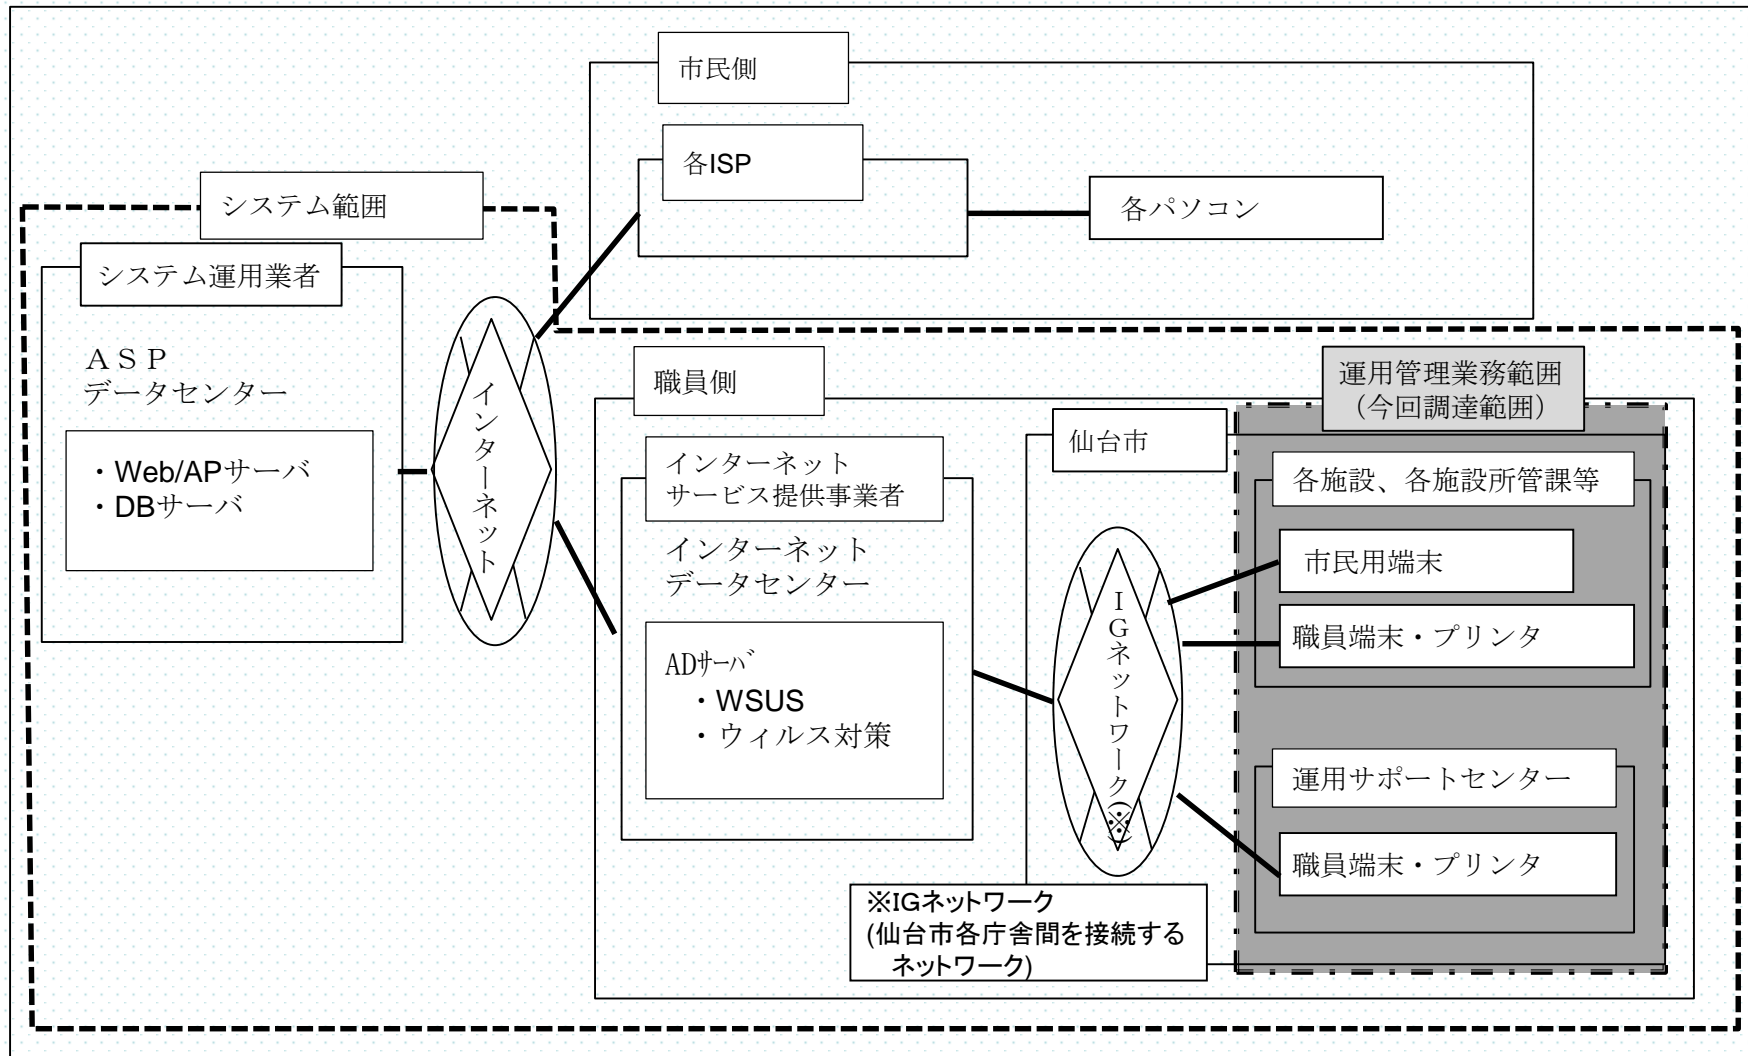 市民側
各ISP
各パソコン
システム範囲
システム運用業者
ＡＳＰ
データセンター
・Web/APサーバ
・DBサーバ
インターネット
職員側
インターネット
サービス提供事業者
インターネット
データセンター
ADｻｰﾊﾞ
・WSUS
・ウィルス対策
仙台市
IGネットワーク(※)
運用管理業務範囲
（今回調達範囲）
各施設、各施設所管課等
市民用端末
職員端末・プリンタ
運用サポートセンター
職員端末・プリンタ
※IGネットワーク
(仙台市各庁舎間を接続する
ネットワーク)